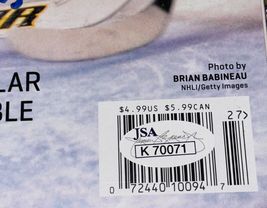 Photo by
BRIAN BABINEAU
NHLI/Getty Images
LAR
BLE
$4.99US $5.99CAN
27>
JSA
K 70071
0 72440 10094 7